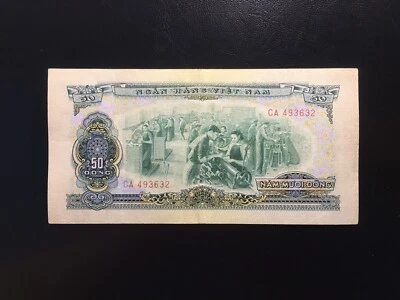 NGÂN HÀNG VIỆT NAM
50
50
CA 493632
50
ĐỒNG
CA 493632
NĂM MƯƠI ĐỒNG